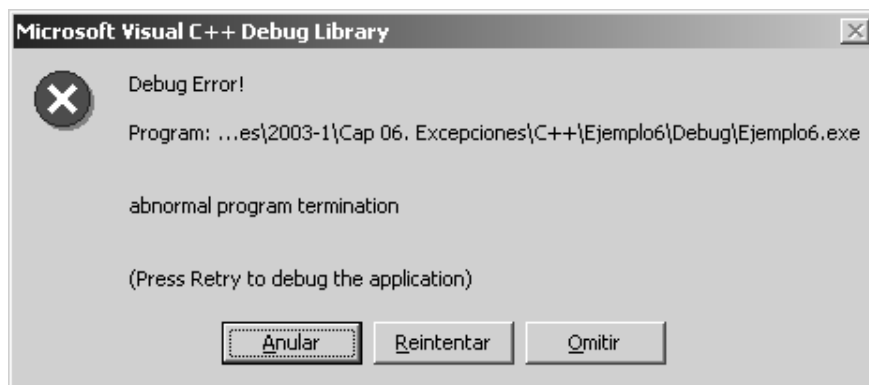 Microsoft Visual C++ Debug Library
Debug Error!
Program: ...es\2003-1\Cap 06. Excepciones\C++\Ejemplo6\Debug\Ejemplo6.exe
abnormal program termination
(Press Retry to debug the application)
Anular
Reintentar
Omitir